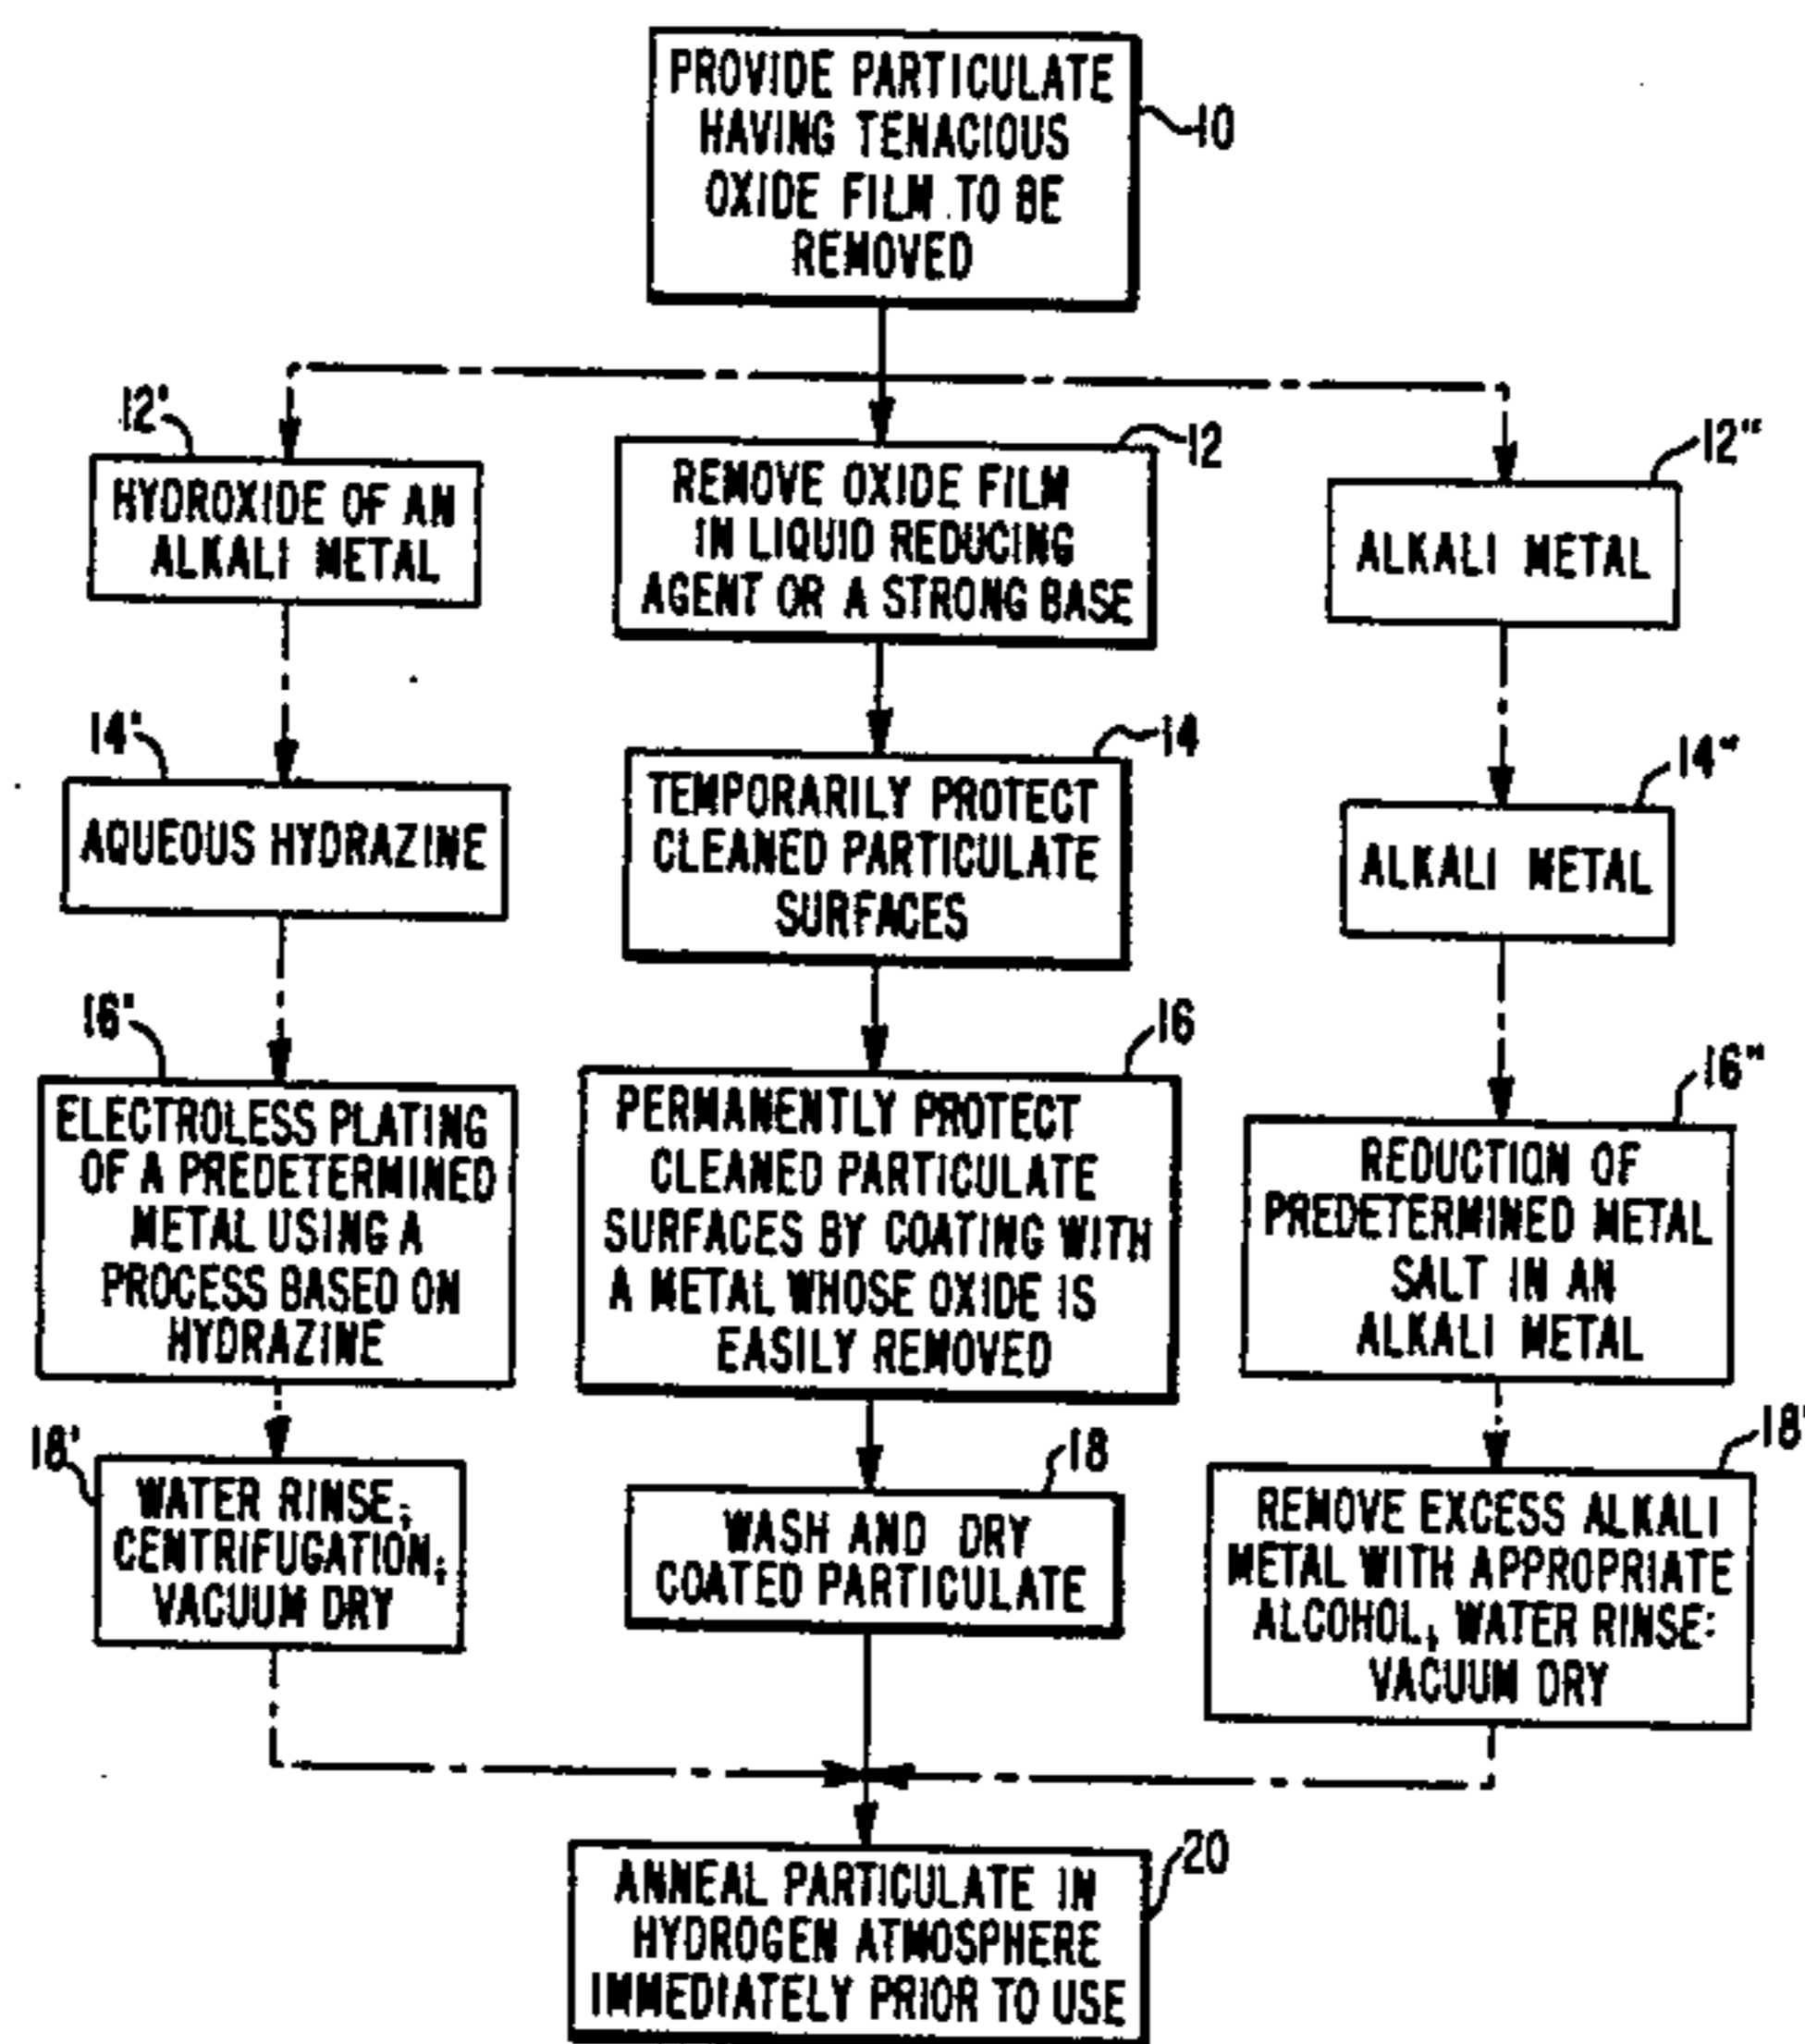 PROVIDE PARTICULATE
HAVING TENACIOUS
OXIDE FILM TO BE
REMOVED
10
12'
HYDROXIDE OF AN
ALKALI METAL
12
REMOVE OXIDE FILM
IN LIQUID REDUCING
AGENT OR A STRONG BASE
12"
ALKALI METAL
14'
AQUEOUS HYDRAZINE
14
TEMPORARILY PROTECT
CLEANED PARTICULATE
SURFACES
14"
ALKALI METAL
16'
ELECTROLESS PLATING
OF A PREDETERMINED
METAL USING A
PROCESS BASED ON
HYDRAZINE
16
PERMANENTLY PROTECT
CLEANED PARTICULATE
SURFACES BY COATING WITH
A METAL WHOSE OXIDE IS
EASILY REMOVED
16"
REDUCTION OF
PREDETERMINED METAL
SALT IN AN
ALKALI METAL
18'
WATER RINSE;
CENTRIFUGATION;
VACUUM DRY
18
WASH AND DRY
COATED PARTICULATE
18'
REMOVE EXCESS ALKALI
METAL WITH APPROPRIATE
ALCOHOL, WATER RINSE:
VACUUM DRY
20
ANNEAL PARTICULATE IN
HYDROGEN ATMOSPHERE
IMMEDIATELY PRIOR TO USE